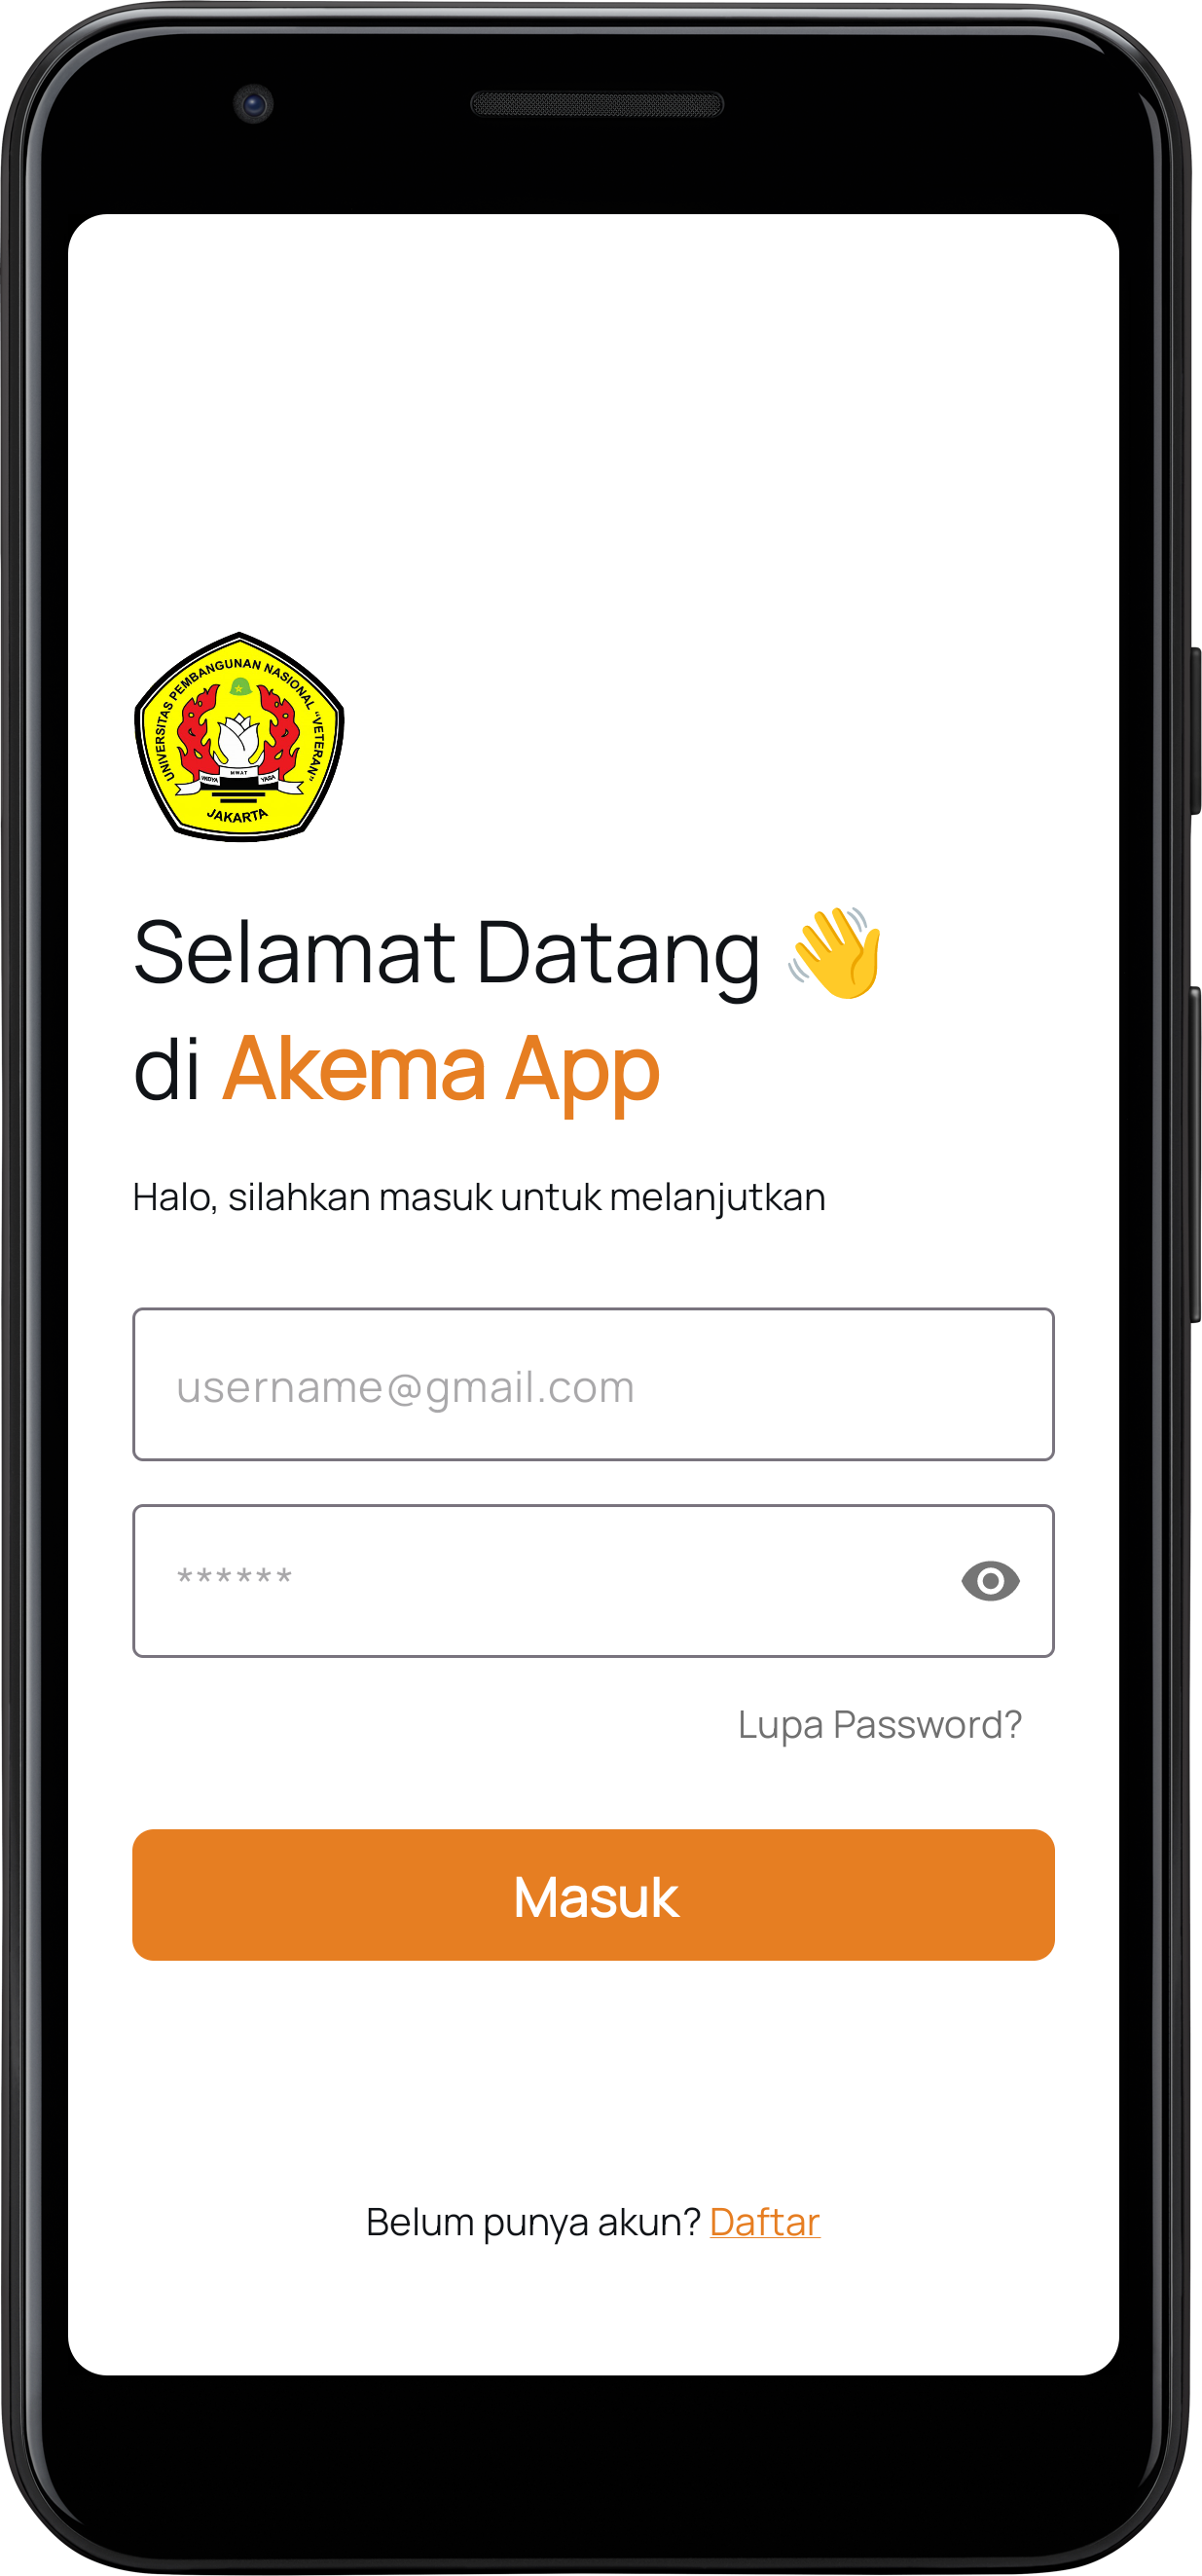 UNIVERSITAS PEMBANGUNAN NASIONAL "VETERAN"
WIDYA MWAT YASA
JAKARTA
Selamat Datang 👋
di Akema App
Halo, silahkan masuk untuk melanjutkan
username@gmail.com
******
Lupa Password?
Masuk
Belum punya akun? Daftar